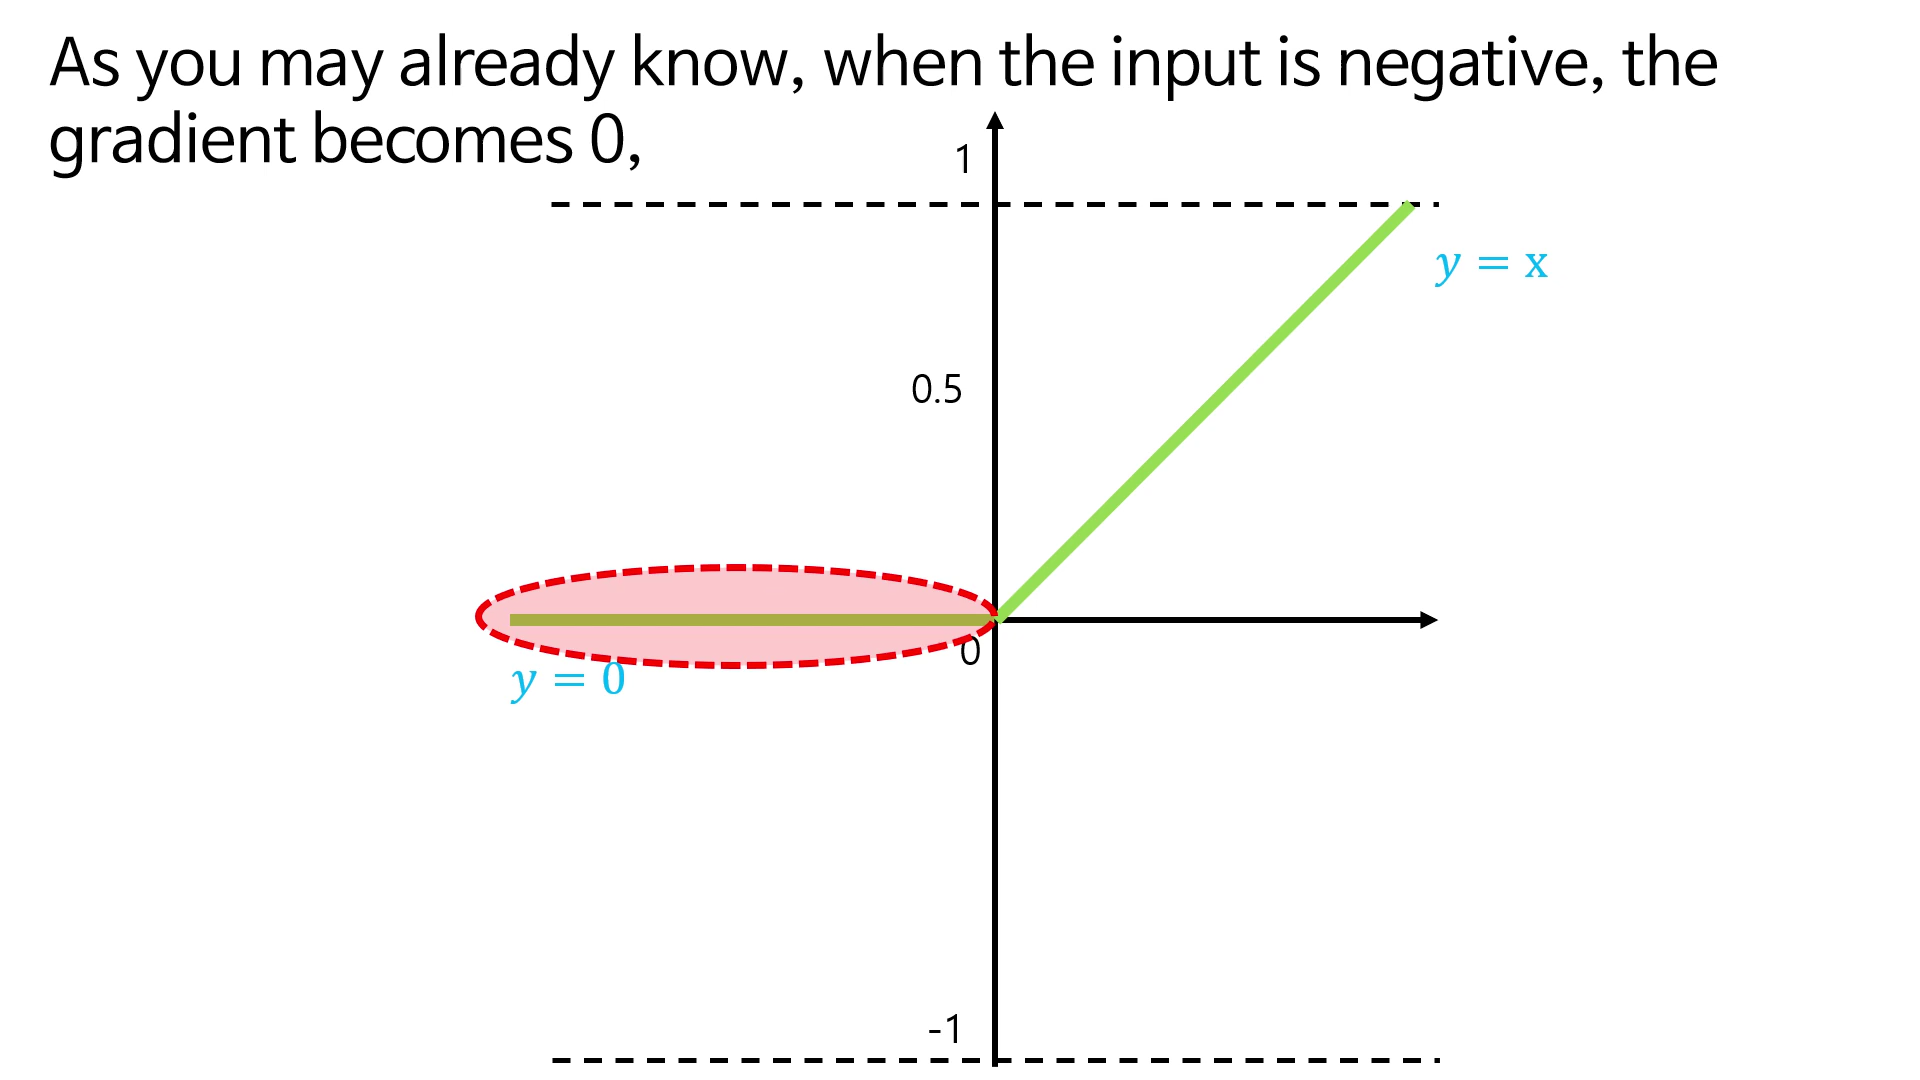 As you may already know, when the input is negative, the
gradient becomes 0,
1
y = x
0.5
0
y = 0
-1